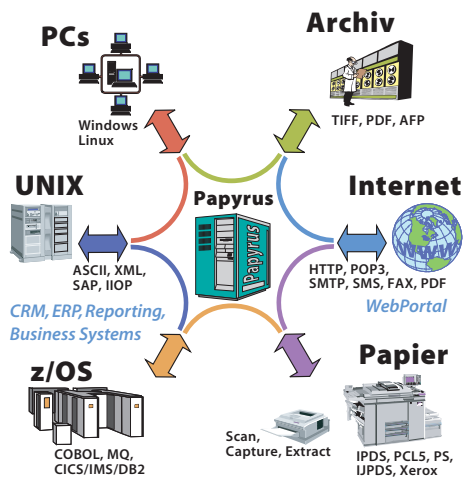 PCs
Windows
Linux
Archiv
TIFF, PDF, AFP
UNIX
ASCII, XML,
SAP, IIOP
CRM, ERP, Reporting,
Business Systems
Papyrus
Papyrus
Internet
WWW
HTTP, POP3,
SMTP, SMS, FAX, PDF
WebPortal
z/OS
COBOL, MQ,
CICS/IMS/DB2
Scan,
Capture, Extract
Papier
IPDS, PCL5, PS,
IJPDS, Xerox